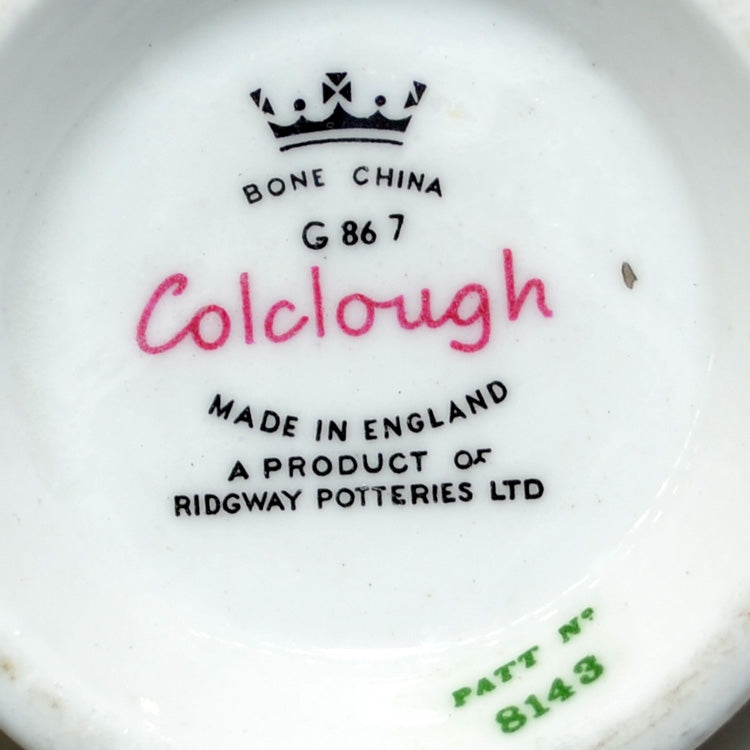 BONE CHINA
G 86 7
Colclough
MADE IN ENGLAND
A PRODUCT OF
RIDGWAY POTTERIES LTD
PATT Nº
8143